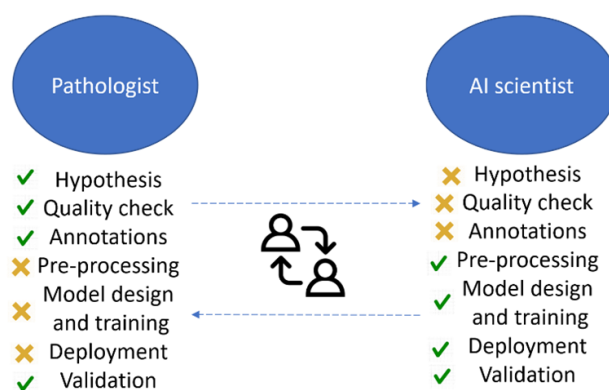 Pathologist
Hypothesis
Quality check
Annotations
Pre-processing
Model design
and training
Deployment
Validation
AI scientist
Hypothesis
Quality check
Annotations
Pre-processing
Model design
and training
Deployment
Validation